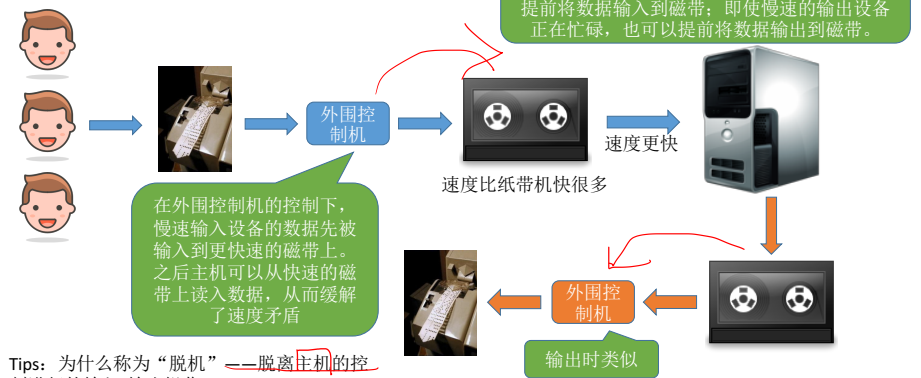 提前将数据输入到磁带；即使慢速的输出设备
正在忙碌，也可以提前将数据输出到磁带。
外围控
制机
速度更快
速度比纸带机快很多
在外围控制机的控制下，
慢速输入设备的数据先被
输入到更快速的磁带上。
之后主机可以从快速的磁
带上读入数据，从而缓解
了速度矛盾
外围控
制机
输出时类似
Tips：为什么称为“脱机”——脱离主机的控